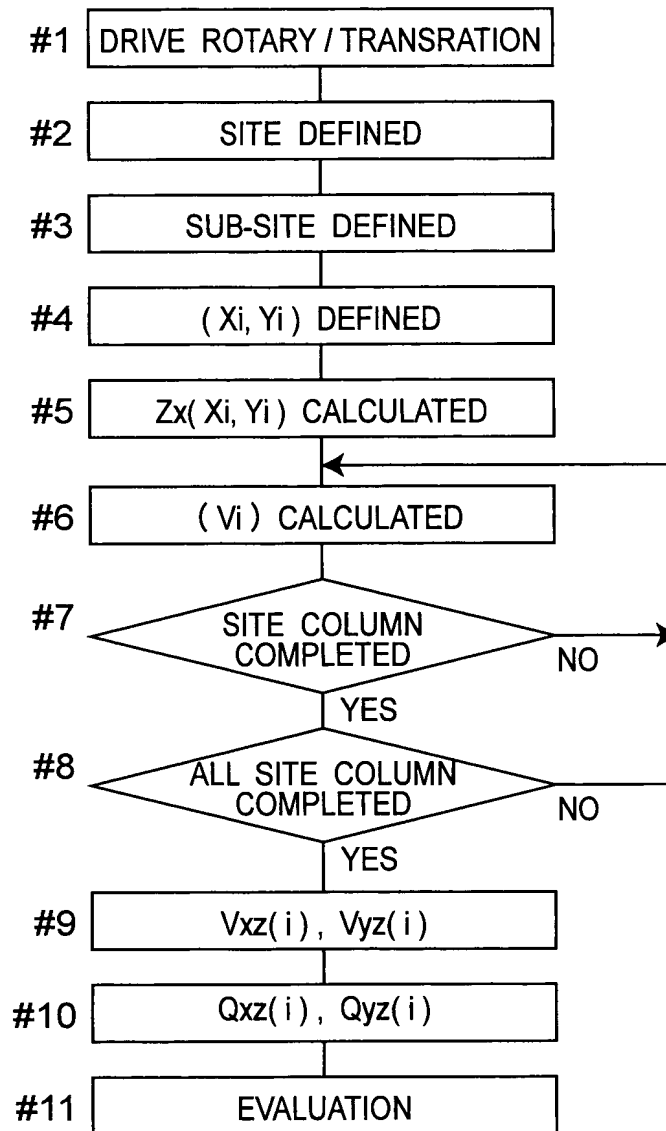 #1 DRIVE ROTARY / TRANSRATION
#2 SITE DEFINED
#3 SUB-SITE DEFINED
#4 ( Xi, Yi ) DEFINED
#5 Zx( Xi, Yi ) CALCULATED
#6 ( Vi ) CALCULATED
#7 SITE COLUMN
COMPLETED
NO
YES
#8 ALL SITE COLUMN
COMPLETED
NO
YES
#9 Vxz( i ) , Vyz( i )
#10 Qxz( i ) , Qyz( i )
#11 EVALUATION